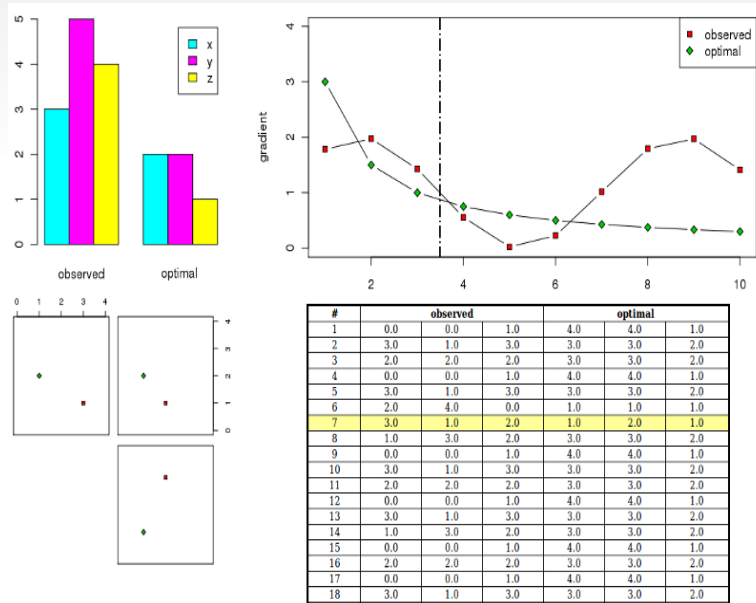 5
4
3
2
1
0
x
y
z
observed optimal
gradient
4
3
2
1
0
observed
optimal
2 4 6 8 10
0 1 2 3 4
4
3
2
1
0
# observed optimal
1 0.0 0.0 1.0 4.0 4.0 1.0
2 3.0 1.0 3.0 3.0 3.0 2.0
3 2.0 2.0 2.0 3.0 3.0 2.0
4 0.0 0.0 1.0 4.0 4.0 1.0
5 3.0 1.0 3.0 3.0 3.0 2.0
6 2.0 4.0 0.0 1.0 1.0 1.0
7 3.0 1.0 2.0 1.0 2.0 1.0
8 1.0 3.0 2.0 3.0 3.0 2.0
9 0.0 0.0 1.0 4.0 4.0 1.0
10 3.0 1.0 3.0 3.0 3.0 2.0
11 2.0 2.0 2.0 3.0 3.0 2.0
12 0.0 0.0 1.0 4.0 4.0 1.0
13 3.0 1.0 3.0 3.0 3.0 2.0
14 1.0 3.0 2.0 3.0 3.0 2.0
15 0.0 0.0 1.0 4.0 4.0 1.0
16 2.0 2.0 2.0 3.0 3.0 2.0
17 0.0 0.0 1.0 4.0 4.0 1.0
18 3.0 1.0 3.0 3.0 3.0 2.0